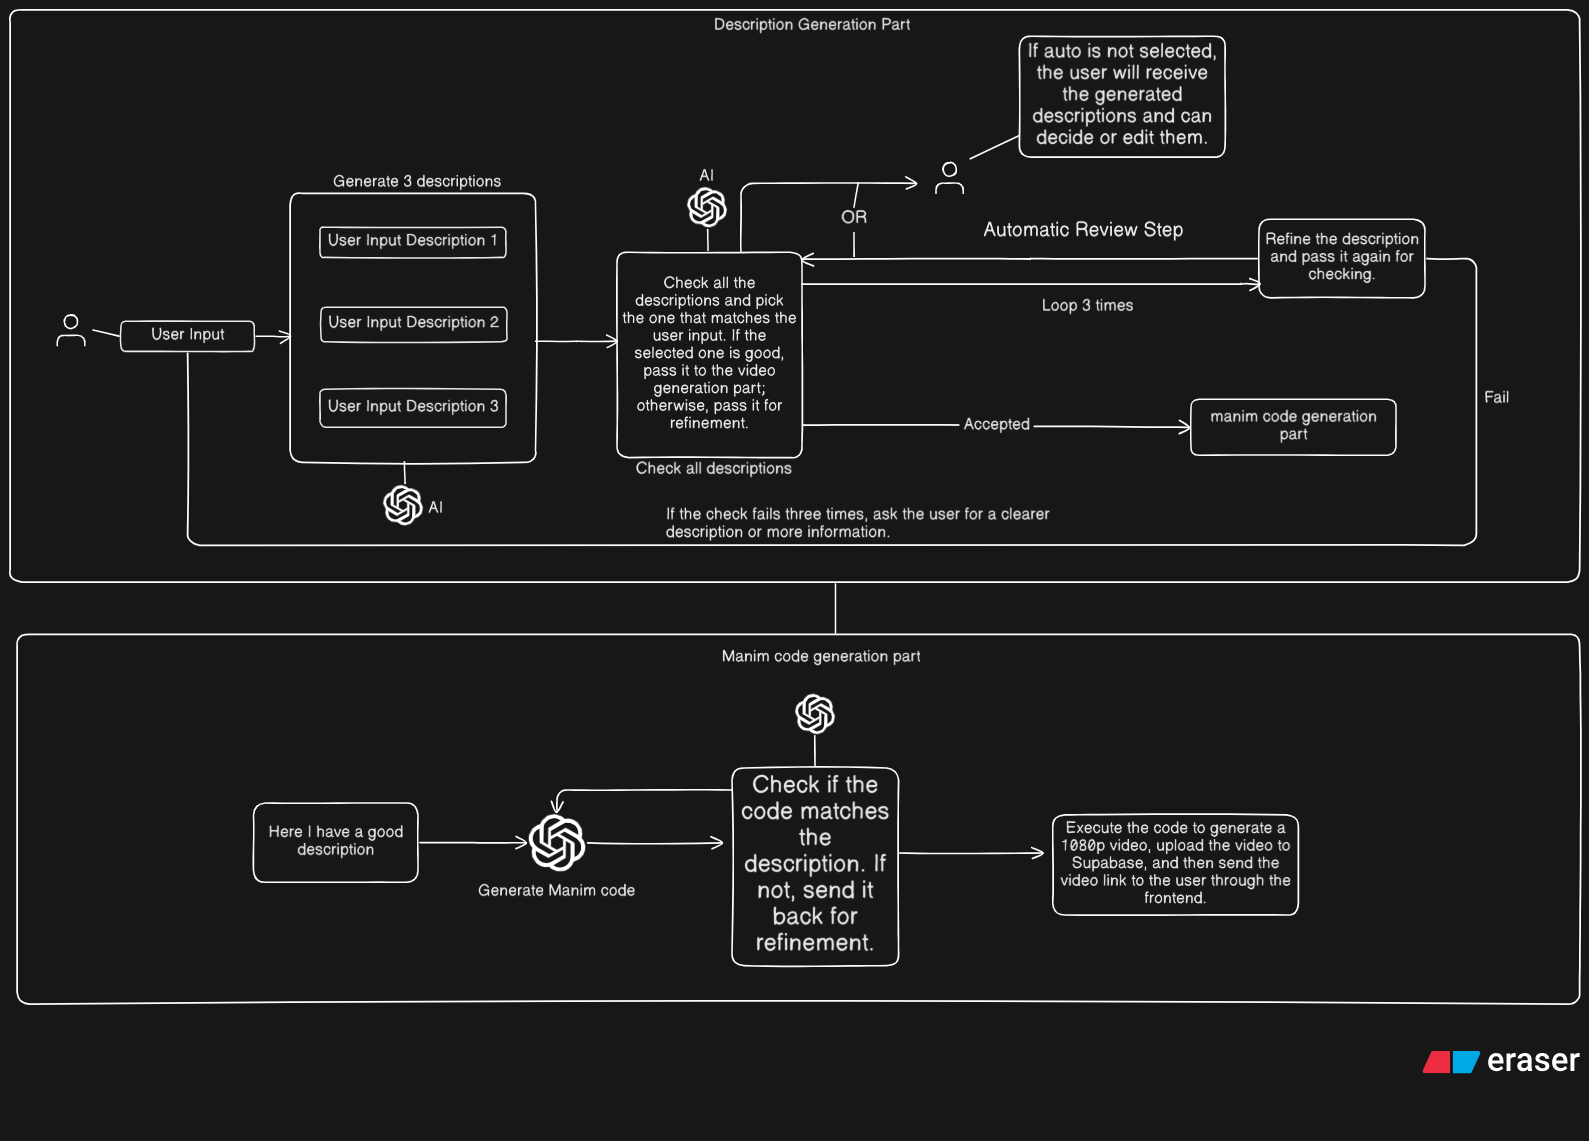 Description Generation Part
If auto is not selected,
the user will receive
the generated
descriptions and can
decide or edit them.
AI
Generate 3 descriptions
User Input Description 1
User Input Description 2
User Input Description 3
AI
User Input
OR
Automatic Review Step
Refine the description
and pass it again for
checking.
Loop 3 times
Check all the
descriptions and pick
the one that matches the
user input. If the
selected one is good,
pass it to the video
generation part;
otherwise, pass it for
refinement.
Check all descriptions
Accepted
manim code generation
part
Fail
If the check fails three times, ask the user for a clearer
description or more information.
Manim code generation part
Here I have a good
description
Generate Manim code
Check if the
code matches
the
description. If
not, send it
back for
refinement.
Execute the code to generate a
1080p video, upload the video to
Supabase, and then send the
video link to the user through the
frontend.
eraser